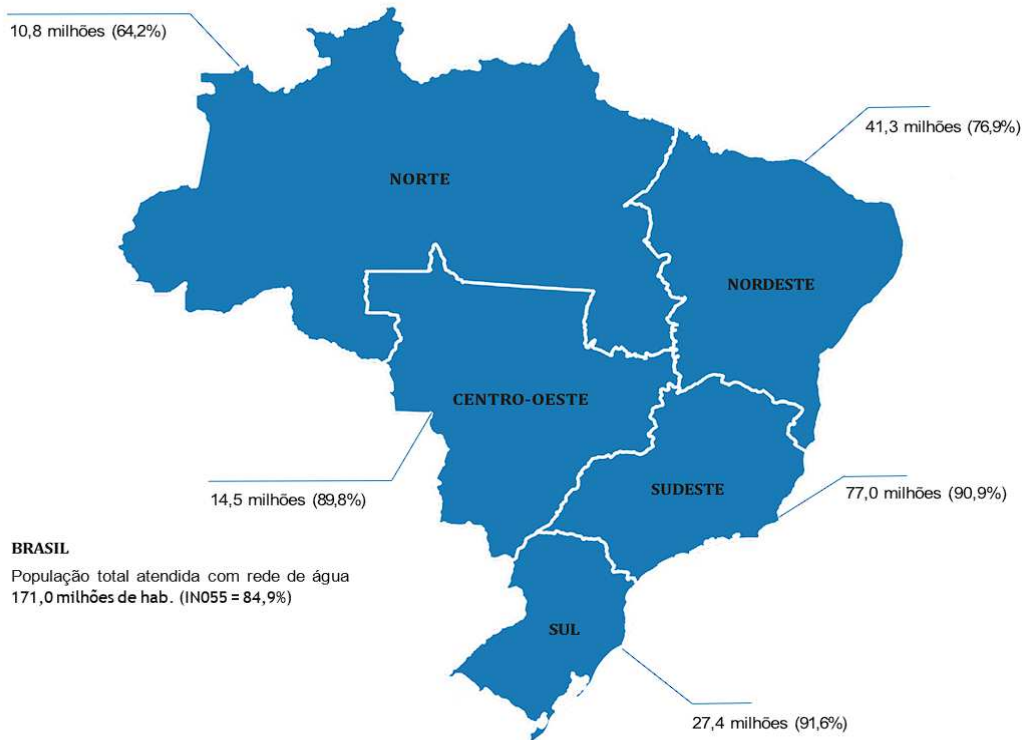 10,8 milhões (64,2%)
41,3 milhões (76,9%)
NORTE
NORDESTE
CENTRO-OESTE
SUDESTE
14,5 milhões (89,8%)
77,0 milhões (90,9%)
BRASIL
População total atendida com rede de água
171,0 milhões de hab. (IN055 = 84,9%)
SUL
27,4 milhões (91,6%)